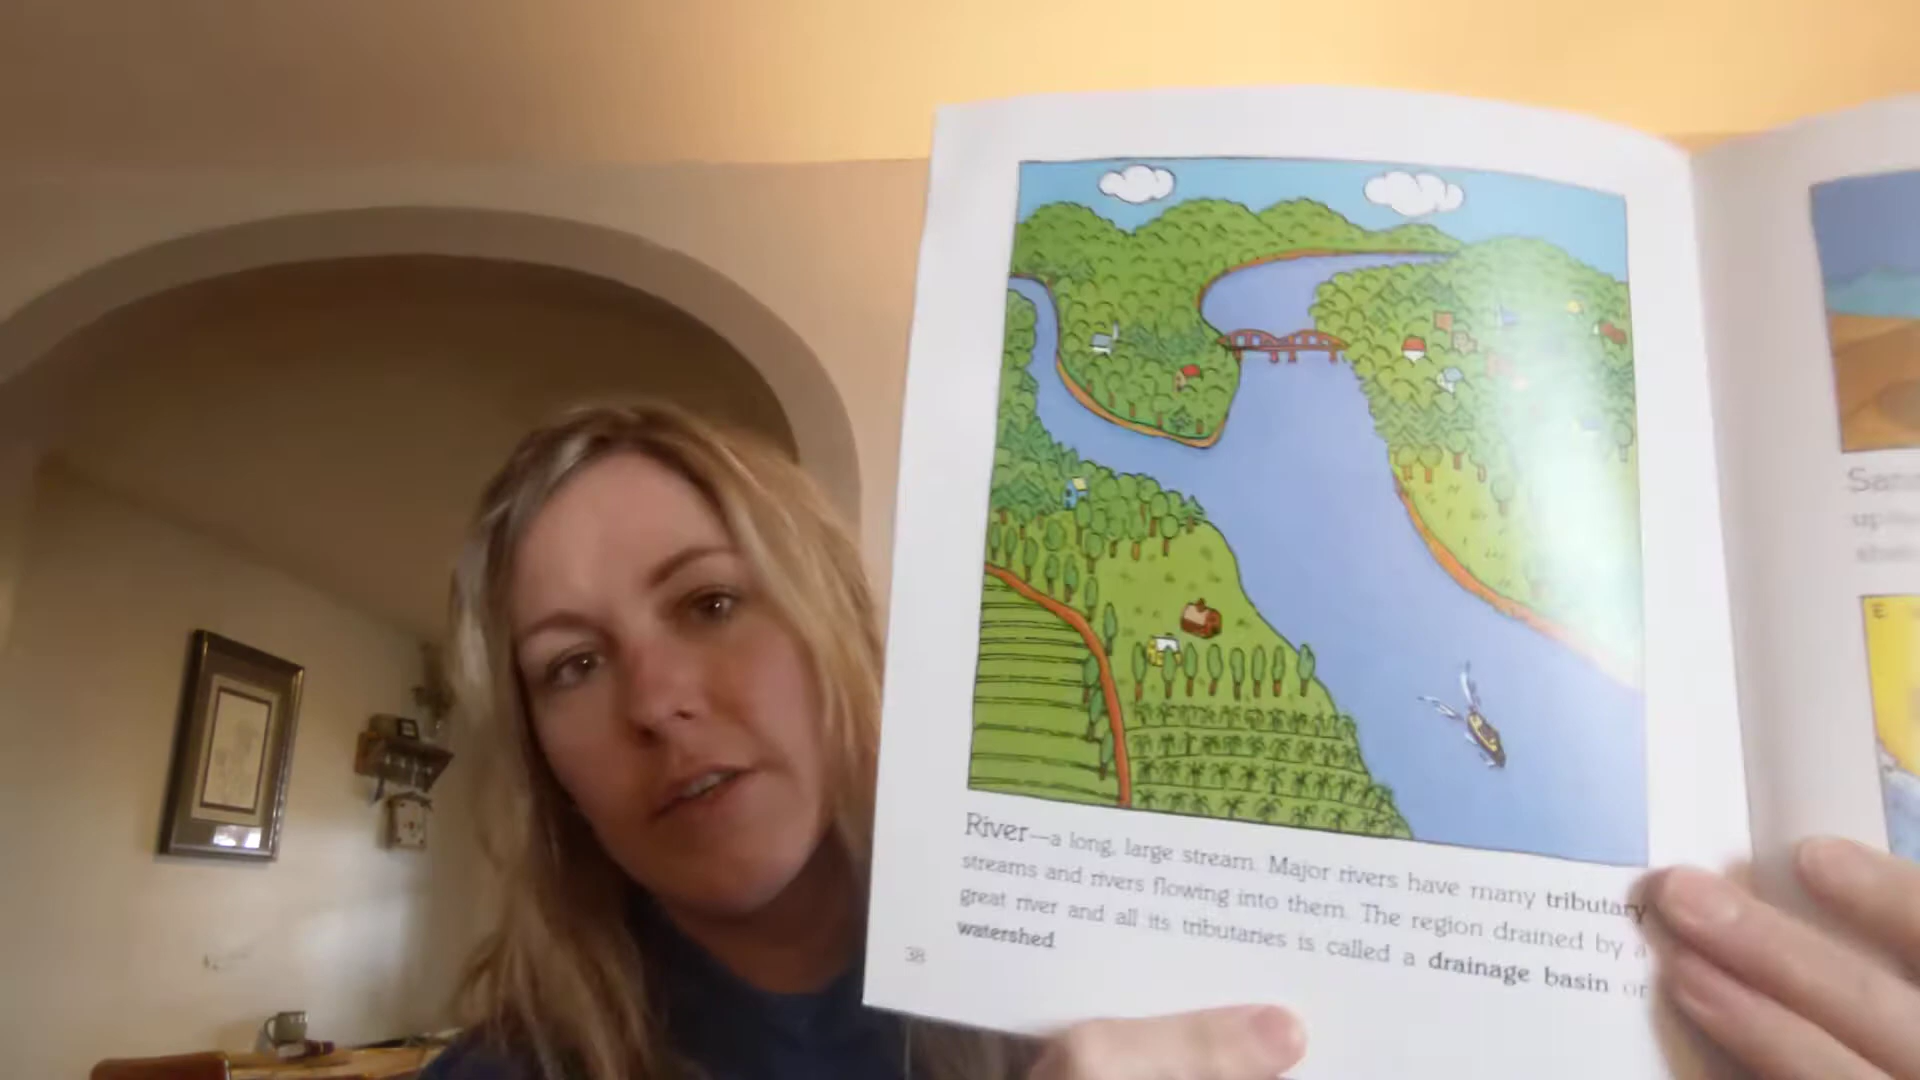 River—a long, large stream. Major rivers have many tributary
streams and rivers flowing into them. The region drained by a
great river and all its tributaries is called a drainage basin or
watershed.
38
E